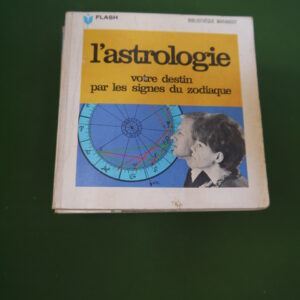 FLASH
BIBLIOTHÈQUE MARABOUT
l'astrologie
votre destin
par les signes du zodiaque